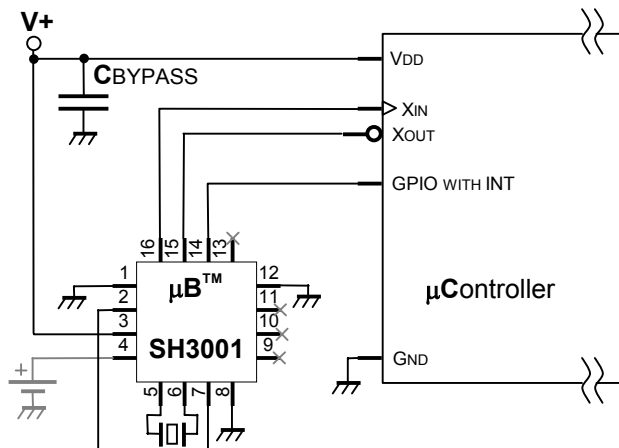 V+
CBYPASS
VDD
XIN
XOUT
GPIO WITH INT
16 15 14 13
1 12
2 11
3 10
4 9
µB™
SH3001
µController
GND
+
5 6 7 8